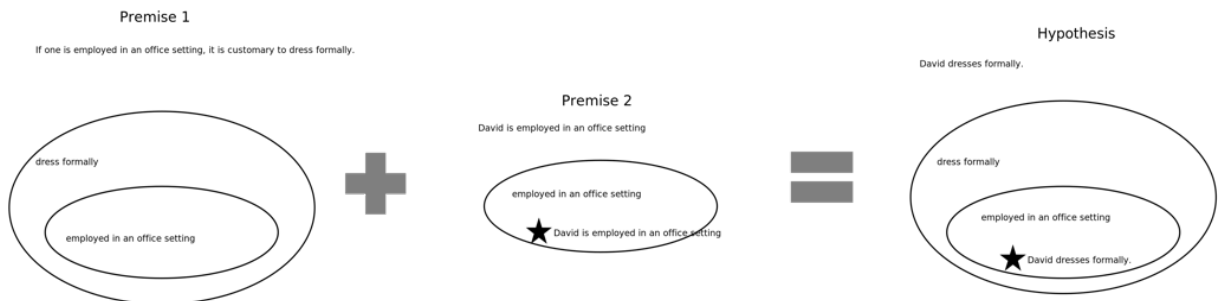 Premise 1
If one is employed in an office setting, it is customary to dress formally.
dress formally
employed in an office setting
Premise 2
David is employed in an office setting
employed in an office setting
David is employed in an office setting
Hypothesis
David dresses formally.
dress formally
employed in an office setting
David dresses formally.